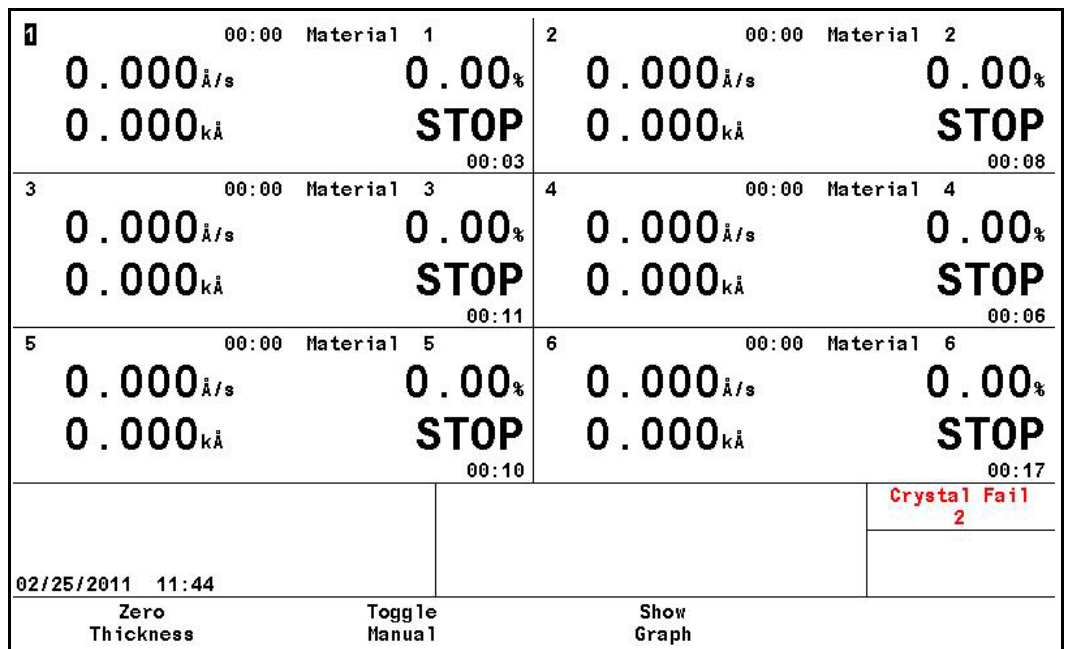 1 00:00 Material 1
0.000Å/s 0.00%
0.000kÅ STOP
00:03
2 00:00 Material 2
0.000Å/s 0.00%
0.000kÅ STOP
00:08
3 00:00 Material 3
0.000Å/s 0.00%
0.000kÅ STOP
00:11
4 00:00 Material 4
0.000Å/s 0.00%
0.000kÅ STOP
00:06
5 00:00 Material 5
0.000Å/s 0.00%
0.000kÅ STOP
00:10
6 00:00 Material 6
0.000Å/s 0.00%
0.000kÅ STOP
00:17
Crystal Fail
2
02/25/2011 11:44
Zero
Thickness
Toggle
Manual
Show
Graph